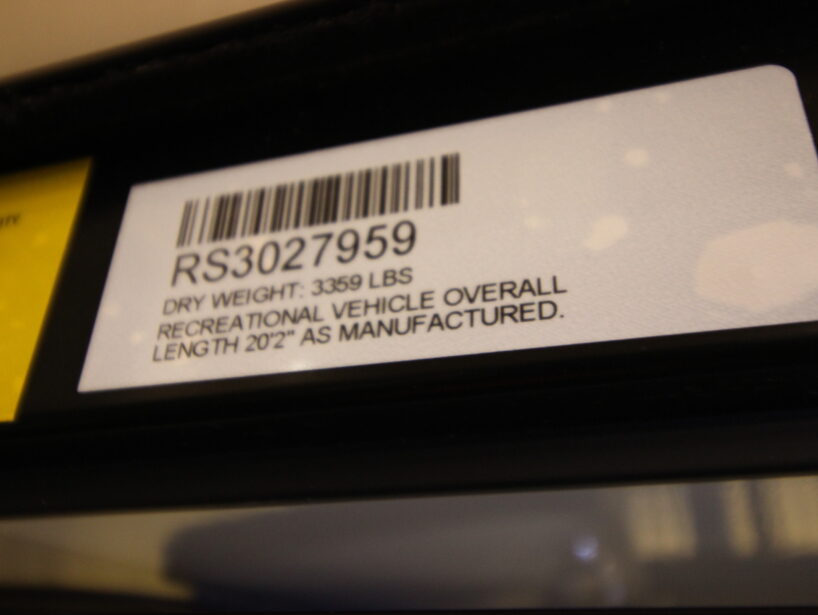 RS3027959
DRY WEIGHT: 3359 LBS
RECREATIONAL VEHICLE OVERALL
LENGTH 20'2" AS MANUFACTURED.